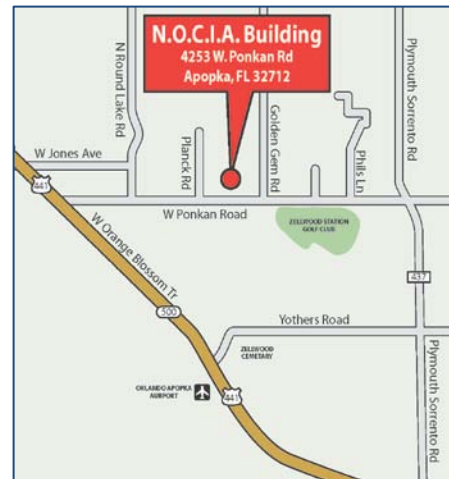 N.O.C.I.A. Building
4253 W. Ponkan Rd
Apopka, FL 32712
N Round Lake Rd
Plymouth Sorrento Rd
Golden Gem Rd
Planck Rd
Phils Ln
W Jones Ave
441
W Ponkan Road
ZELLWOOD STATION
GOLF CLUB
W Orange Blossom Tr
437
500
Yothers Road
ZELLWOOD
CEMETARY
Plymouth Sorrento Rd
ORLANDO APOPKA
AIRPORT
441